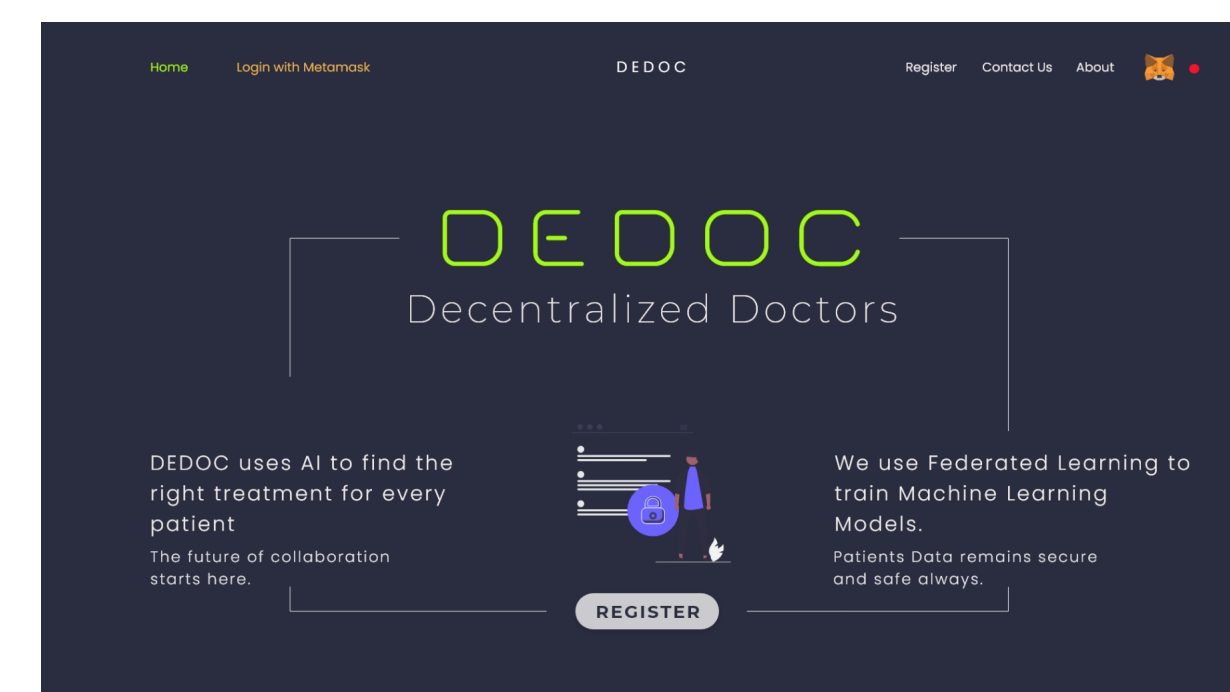 Home
Login with Metamask
DEDOC
Register
Contact Us
About
DEDOC
Decentralized Doctors
DEDOC uses AI to find the
right treatment for every
patient
The future of collaboration
starts here.
We use Federated Learning to
train Machine Learning
Models.
Patients Data remains secure
and safe always.
REGISTER